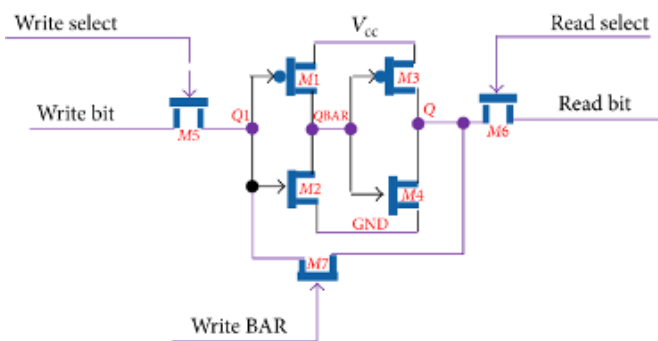 Write select
Vcc
Read select
M1
M3
Write bit
Q1
QBAR
Q
Read bit
M5
M6
M2
M4
GND
M7
Write BAR